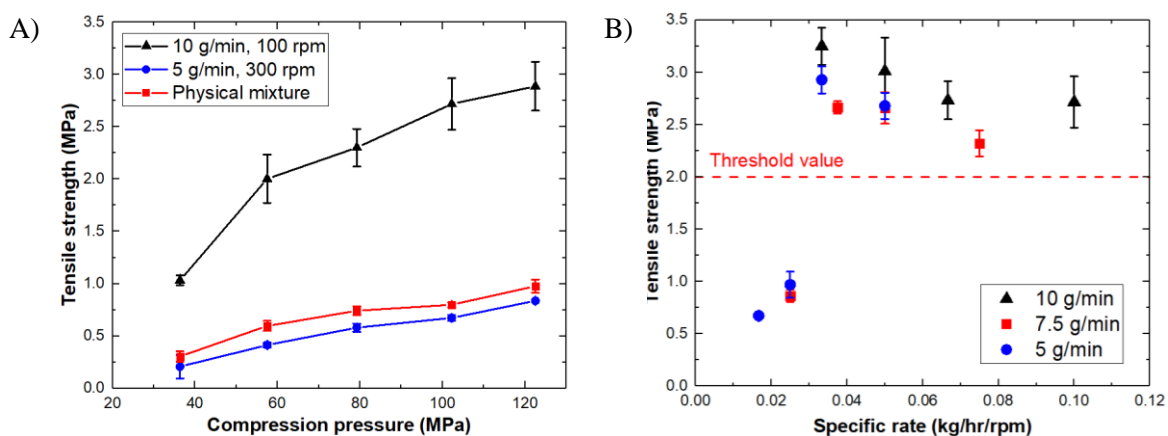 A)
3.5
3.0
2.5
2.0
1.5
1.0
0.5
0.0
Tensile strength (MPa)
10 g/min, 100 rpm
5 g/min, 300 rpm
Physical mixture
20 40 60 80 100 120
Compression pressure (MPa)
B)
3.5
3.0
2.5
2.0
1.5
1.0
0.5
0.0
Tensile strength (MPa)
Threshold value
10 g/min
7.5 g/min
5 g/min
0.00 0.02 0.04 0.06 0.08 0.10 0.12
Specific rate (kg/hr/rpm)